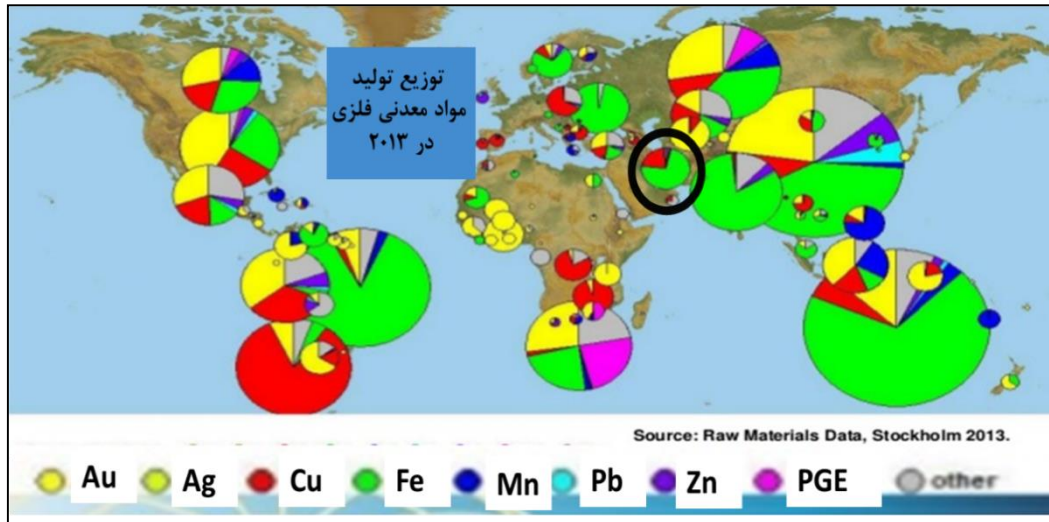 توزیع تولید
مواد معدنی فلزی
در ۲۰۱۳
Source: Raw Materials Data, Stockholm 2013.
Au Ag Cu Fe Mn Pb Zn PGE other